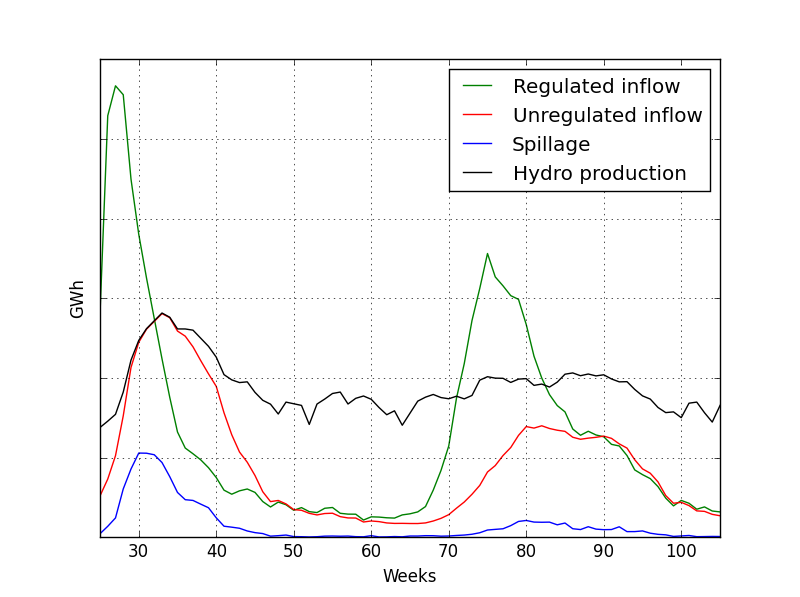 Regulated inflow
Unregulated inflow
Spillage
Hydro production
GWh
30 40 50 60 70 80 90 100
Weeks